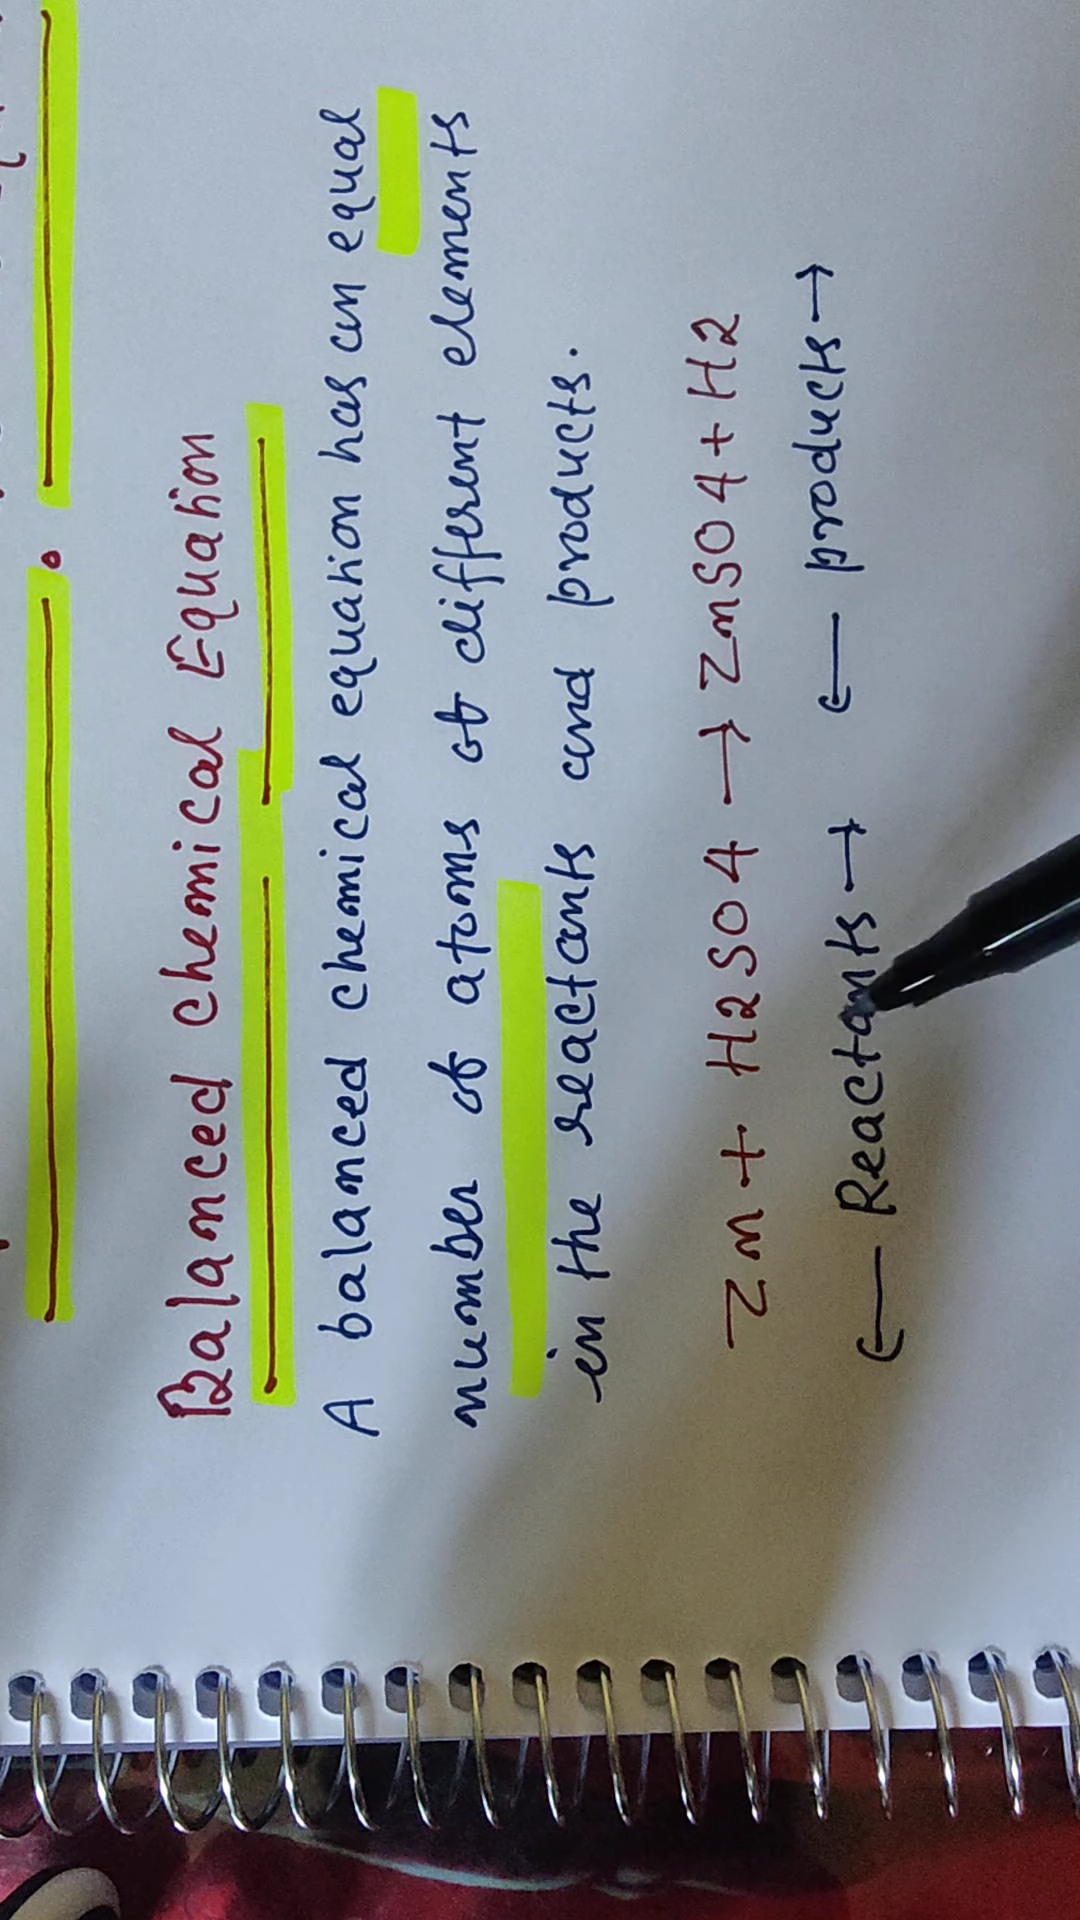 Balanced chemical Equation
A balanced chemical equation has an equal
number of atoms of different elements
in the reactants and products.
Zn + H2SO4 → ZnSO4 + H2
← Reactants → ← products →